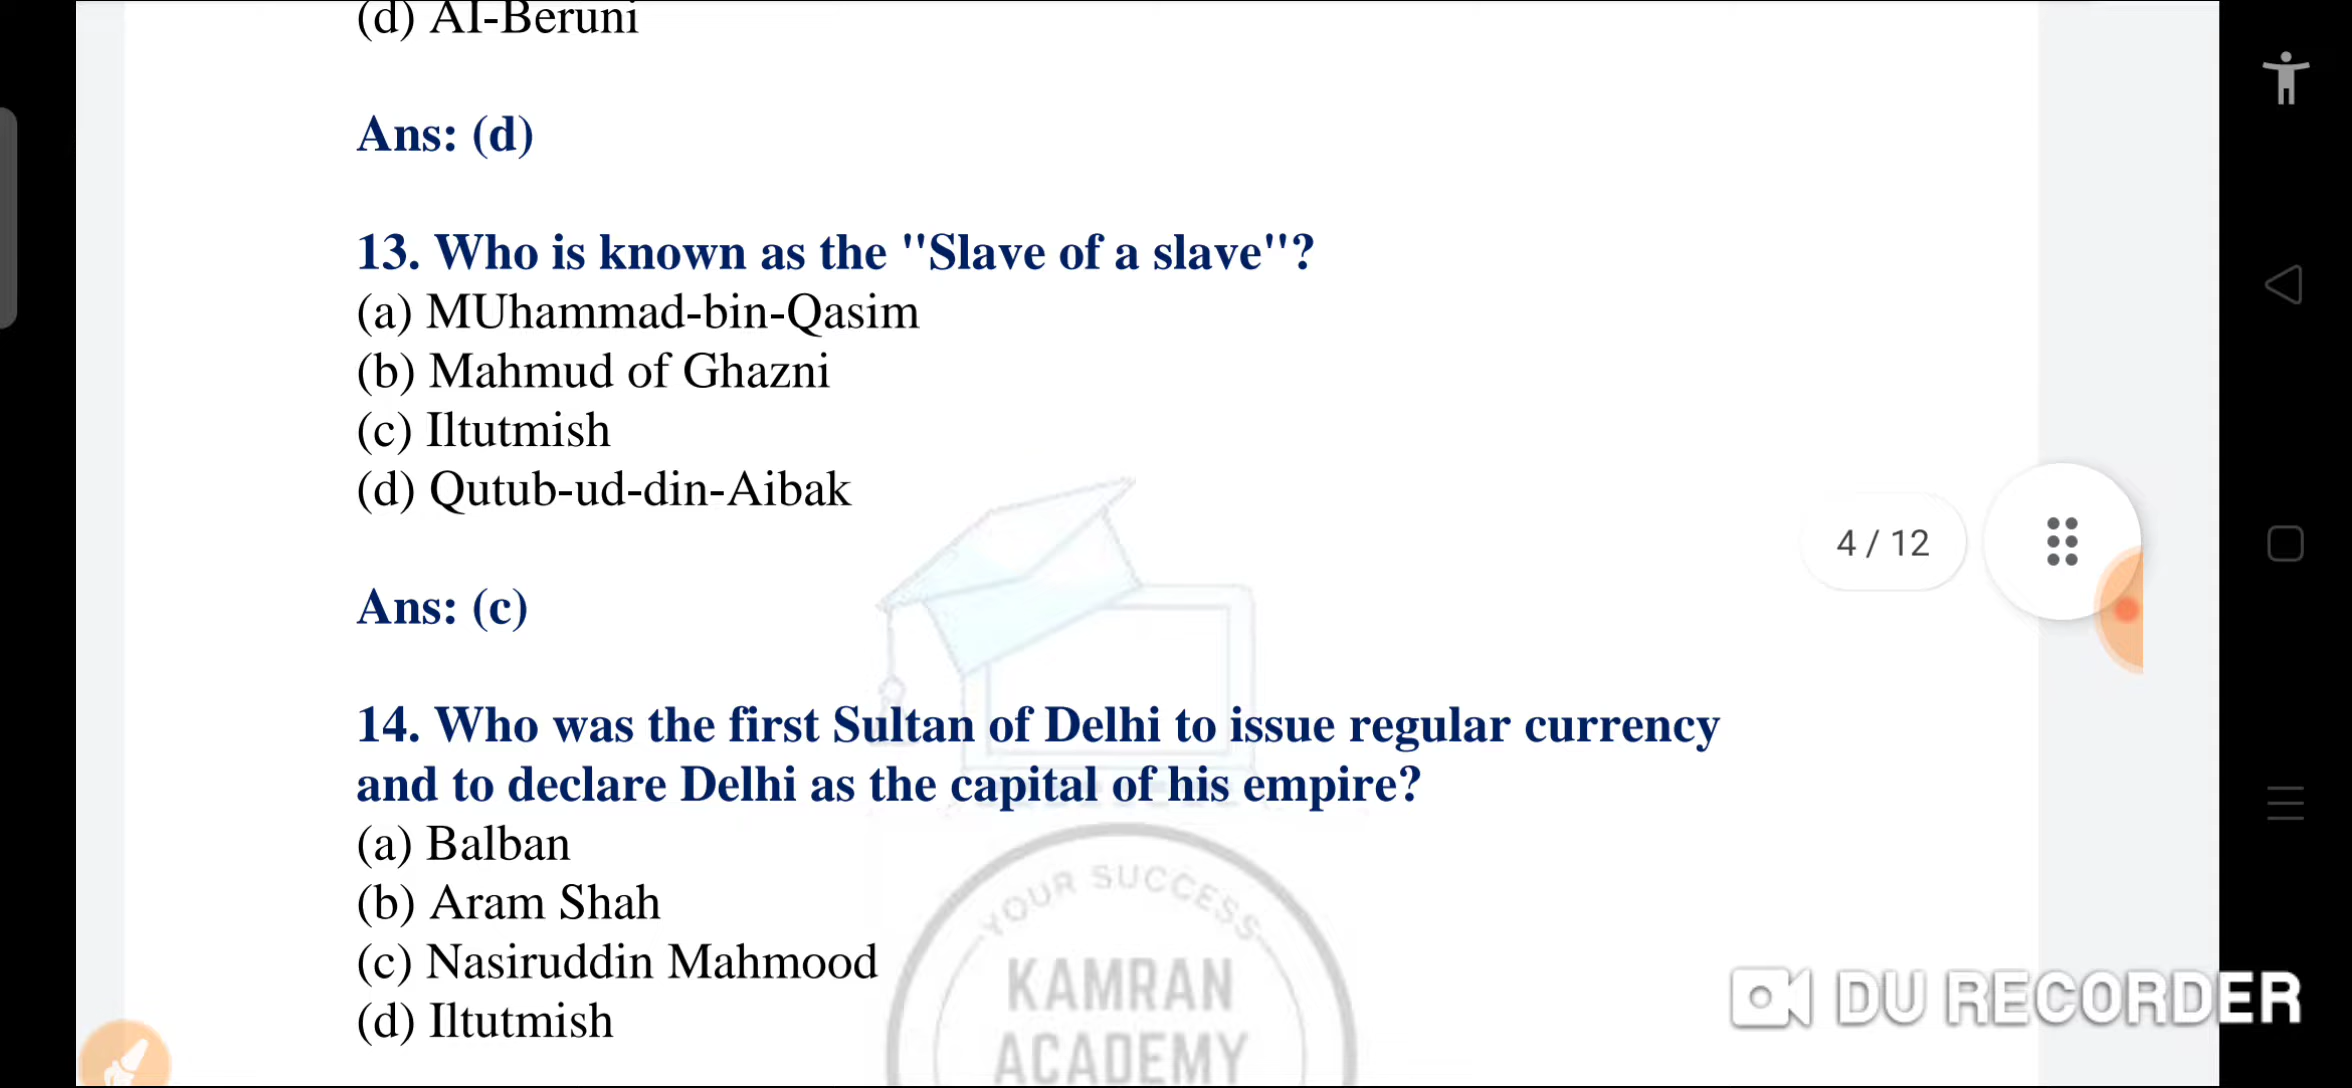 (d) Al-Beruni
Ans: (d)
13. Who is known as the "Slave of a slave"?
(a) MUhammad-bin-Qasim
(b) Mahmud of Ghazni
(c) Iltutmish
(d) Qutub-ud-din-Aibak
4 / 12
Ans: (c)
14. Who was the first Sultan of Delhi to issue regular currency
and to declare Delhi as the capital of his empire?
(a) Balban
(b) Aram Shah
(c) Nasiruddin Mahmood
(d) Iltutmish
YOUR SUCCESS
KAMRAN
ACADEMY
DU RECORDER